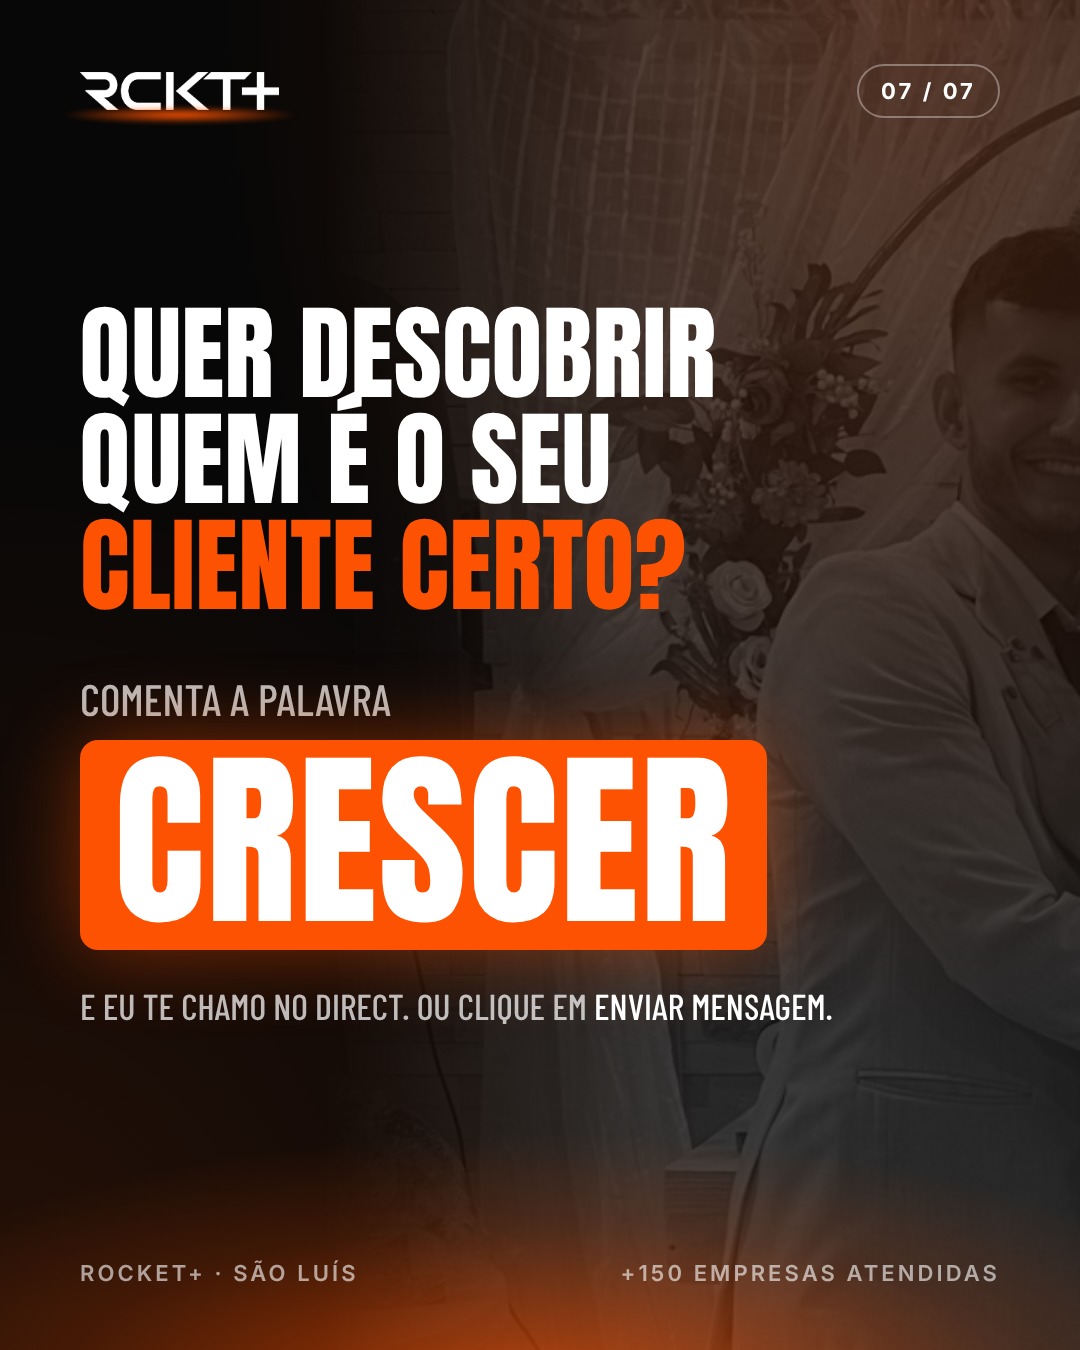 RCKT+
07 / 07
QUER DESCOBRIR
QUEM É O SEU
CLIENTE CERTO?
COMENTA A PALAVRA
CRESCER
E EU TE CHAMO NO DIRECT. OU CLIQUE EM ENVIAR MENSAGEM.
ROCKET+ · SÃO LUÍS
+150 EMPRESAS ATENDIDAS